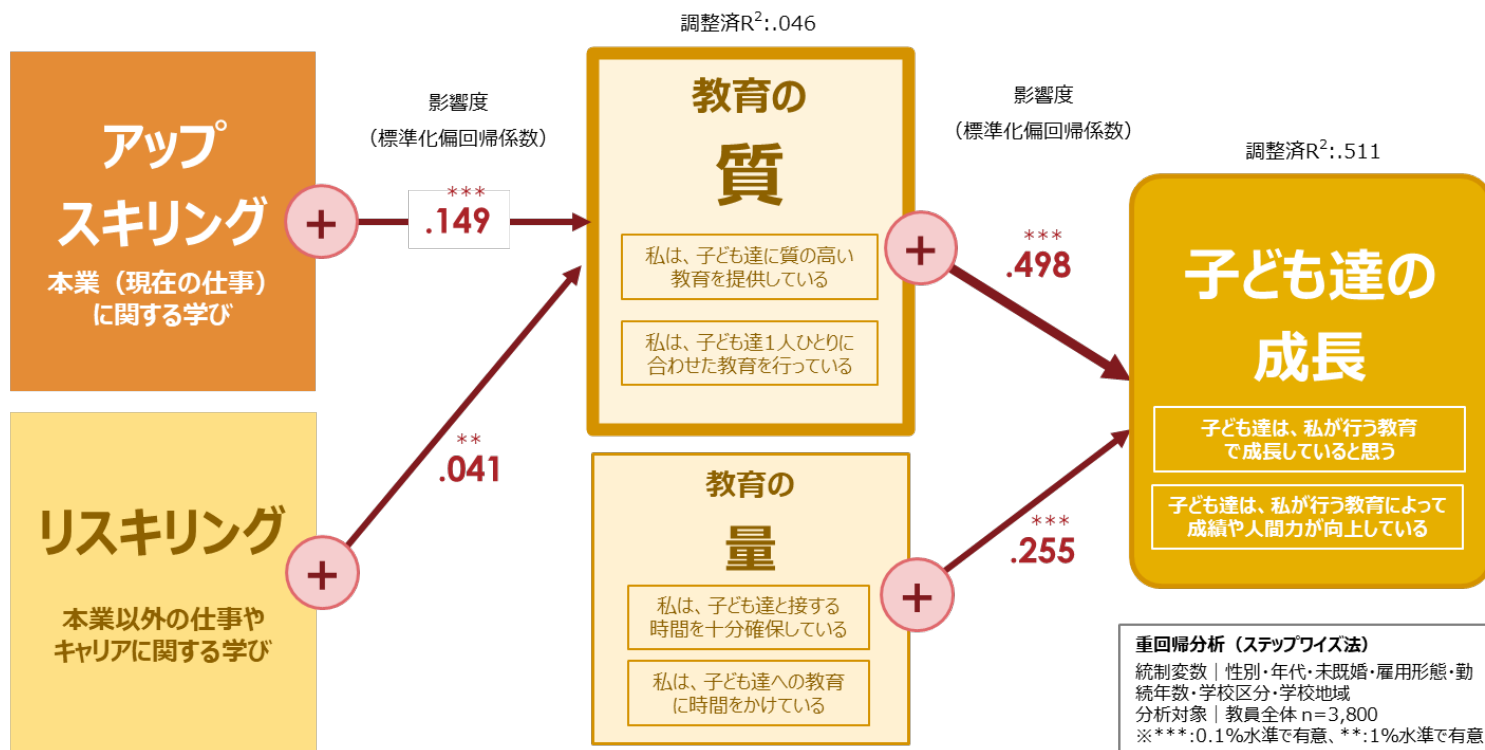 調整済R²:.046
アップ
スキリング
本業（現在の仕事）
に関する学び
影響度
（標準化偏回帰係数）
+
***
.149
教育の
質
私は、子ども達に質の高い
教育を提供している
私は、子ども達1人ひとりに
合わせた教育を行っている
影響度
（標準化偏回帰係数）
+
***
.498
調整済R²:.511
子ども達の
成長
子ども達は、私が行う教育
で成長していると思う
子ども達は、私が行う教育によって
成績や人間力が向上している
リスキリング
本業以外の仕事や
キャリアに関する学び
+
**
.041
教育の
量
私は、子ども達と接する
時間を十分確保している
私は、子ども達への教育
に時間をかけている
+
***
.255
重回帰分析（ステップワイズ法）
統制変数｜性別・年代・未既婚・雇用形態・勤
続年数・学校区分・学校地域
分析対象｜教員全体 n=3,800
※***:0.1%水準で有意、**:1%水準で有意